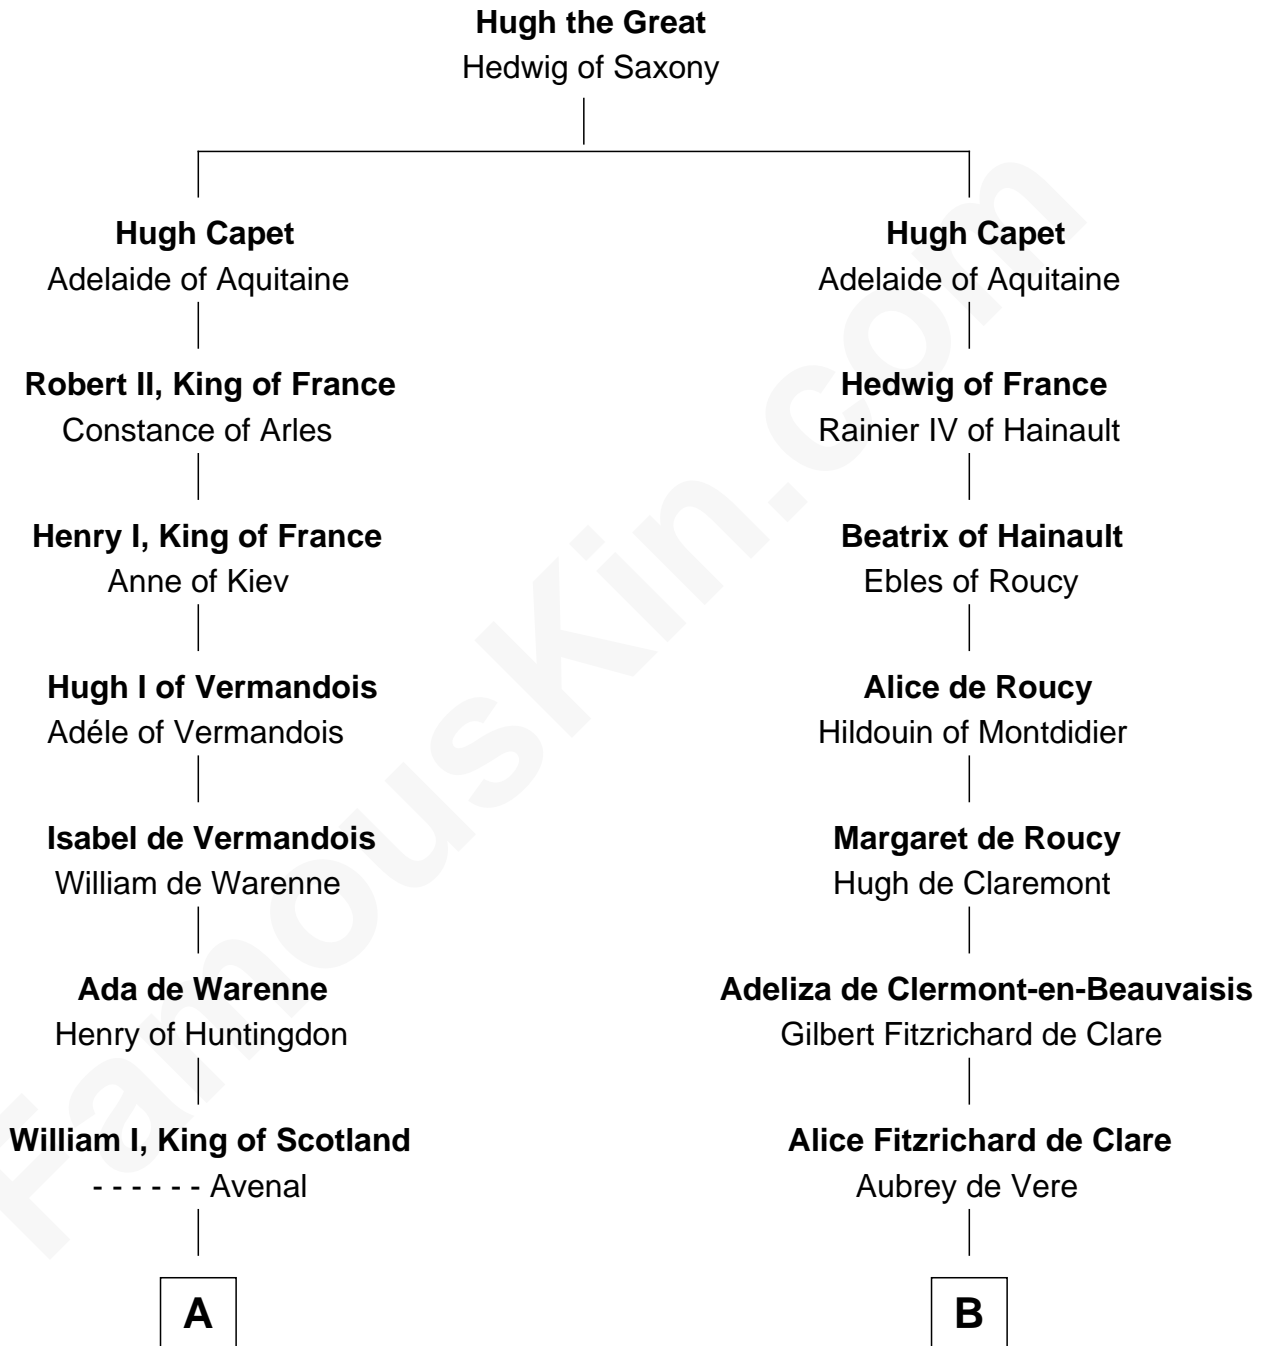 Hugh the Great
Hedwig of Saxony
Hugh Capet
Adelaide of Aquitaine
Hugh Capet
Adelaide of Aquitaine
Robert II, King of France
Constance of Arles
Hedwig of France
Rainier IV of Hainault
Henry I, King of France
Anne of Kiev
Beatrix of Hainault
Ebles of Roucy
Hugh I of Vermandois
Adéle of Vermandois
Alice de Roucy
Hildouin of Montdidier
Isabel de Vermandois
William de Warenne
Margaret de Roucy
Hugh de Claremont
Ada de Warenne
Henry of Huntingdon
Adeliza de Clermont-en-Beauvaisis
Gilbert Fitzrichard de Clare
William I, King of Scotland
- - - - - - Avenal
Alice Fitzrichard de Clare
Aubrey de Vere
A
B
FamousKin.com